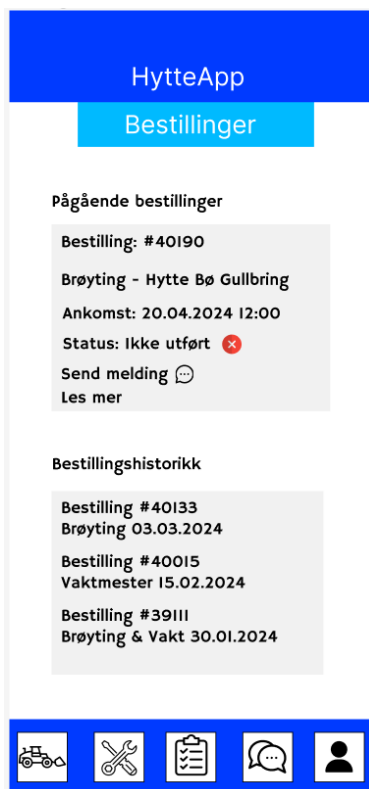 HytteApp
Bestillinger
Pågående bestillinger
Bestilling: #40190
Brøyting - Hytte Bø Gullbring
Ankomst: 20.04.2024 12:00
Status: Ikke utført
Send melding
Les mer
Bestillingshistorikk
Bestilling #40133
Brøyting 03.03.2024
Bestilling #40015
Vaktmester 15.02.2024
Bestilling #39111
Brøyting & Vakt 30.01.2024